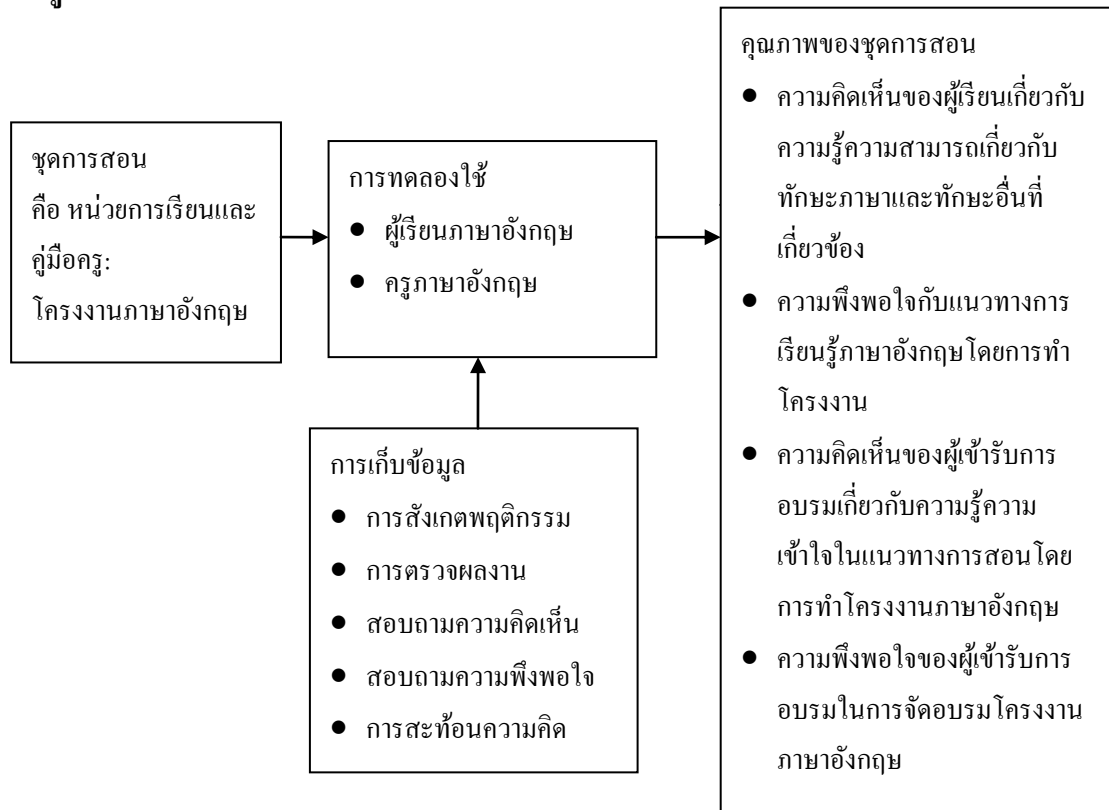 ชุดการสอน
คือ หน่วยการเรียนและ
คู่มือครู:
โครงงานภาษาอังกฤษ
การทดลองใช้
● ผู้เรียนภาษาอังกฤษ
● ครูภาษาอังกฤษ
การเก็บข้อมูล
● การสังเกตพฤติกรรม
● การตรวจผลงาน
● สอบถามความคิดเห็น
● สอบถามความพึงพอใจ
● การสะท้อนความคิด
คุณภาพของชุดการสอน
● ความคิดเห็นของผู้เรียนเกี่ยวกับ
ความรู้ความสามารถเกี่ยวกับ
ทักษะภาษาและทักษะอื่นที่
เกี่ยวข้อง
● ความพึงพอใจกับแนวทางการ
เรียนรู้ภาษาอังกฤษโดยการทำ
โครงงาน
● ความคิดเห็นของผู้เข้ารับการ
อบรมเกี่ยวกับความรู้ความ
เข้าใจในแนวทางการสอนโดย
การทำโครงงานภาษาอังกฤษ
● ความพึงพอใจของผู้เข้ารับการ
อบรมในการจัดอบรมโครงงาน
ภาษาอังกฤษ